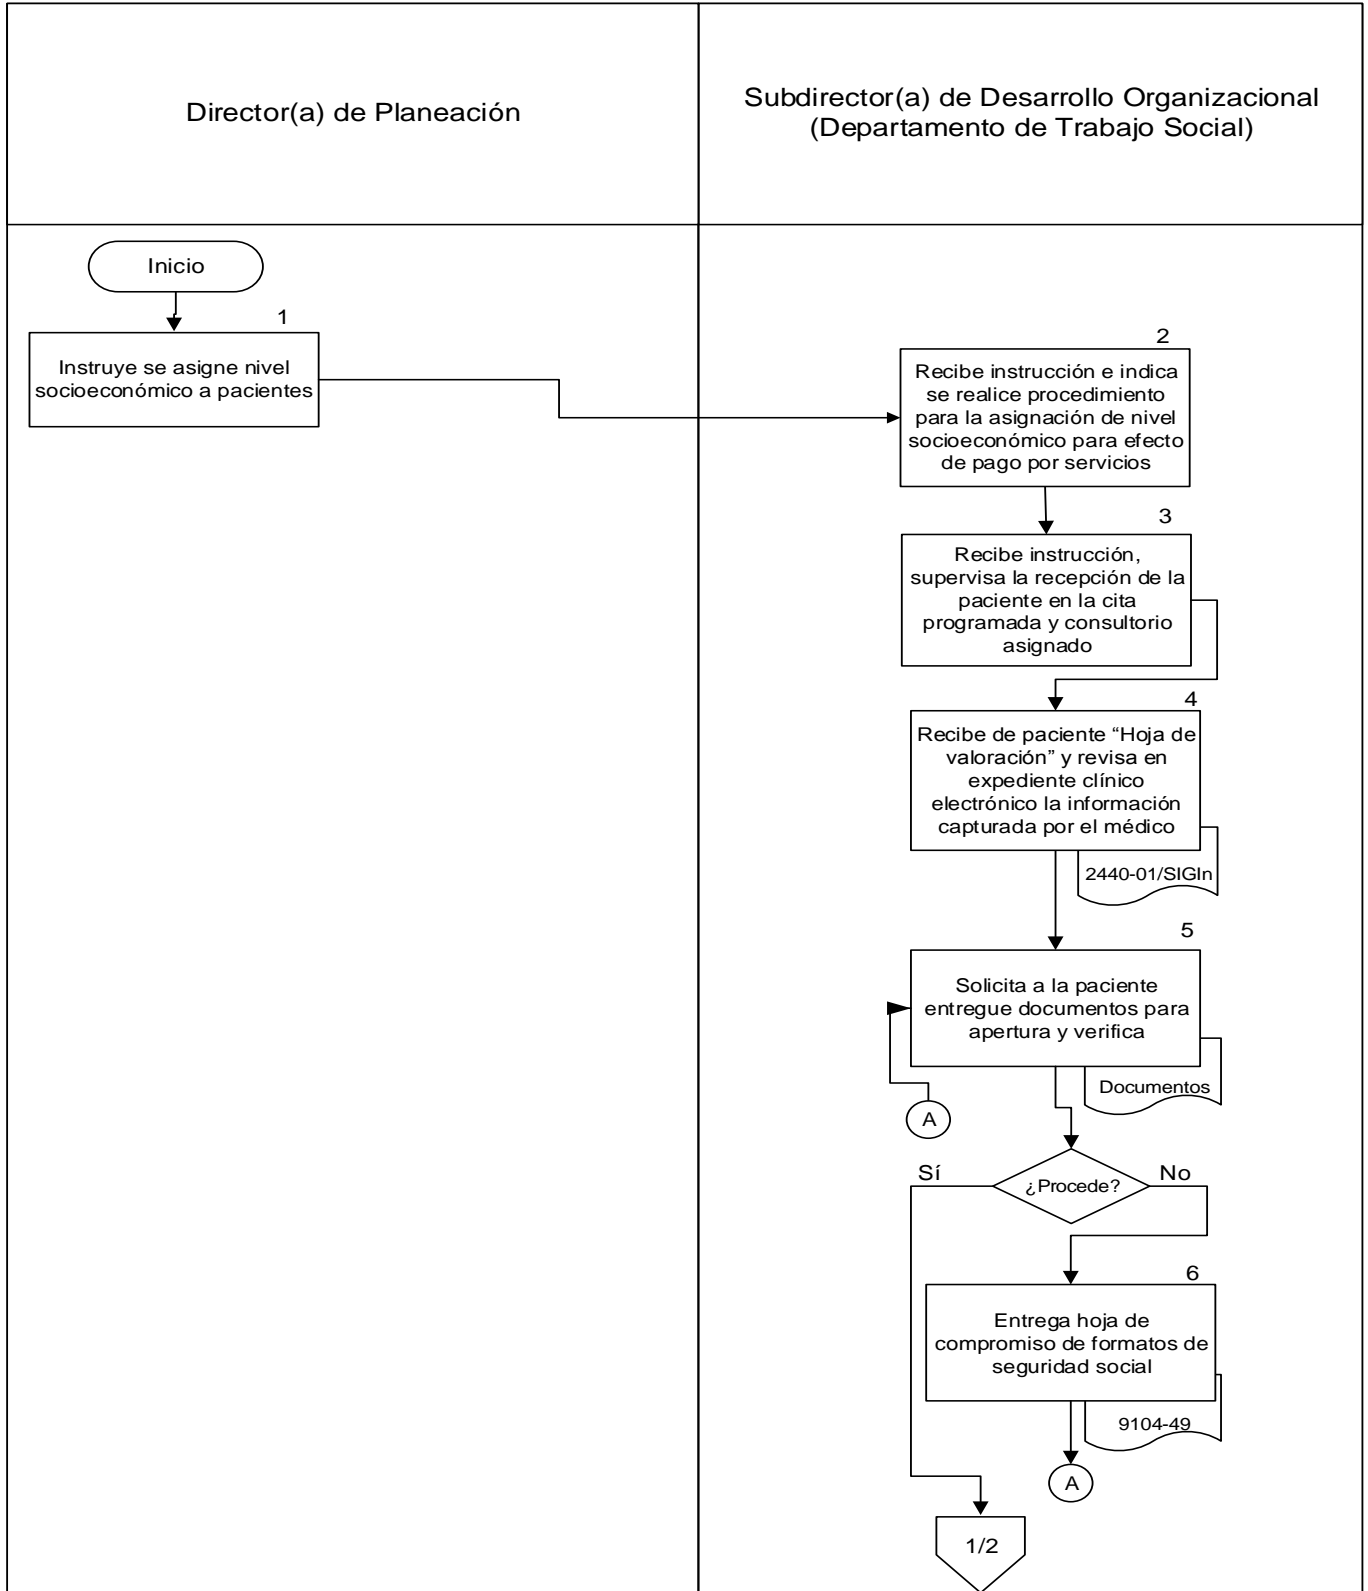 Director(a) de Planeación
Subdirector(a) de Desarrollo Organizacional
(Departamento de Trabajo Social)
Inicio
1
Instruye se asigne nivel
socioeconómico a pacientes
2
Recibe instrucción e indica
se realice procedimiento
para la asignación de nivel
socioeconómico para efecto
de pago por servicios
3
Recibe instrucción,
supervisa la recepción de la
paciente en la cita
programada y consultorio
asignado
4
Recibe de paciente “Hoja de
valoración” y revisa en
expediente clínico
electrónico la información
capturada por el médico
2440-01/SIGIn
5
Solicita a la paciente
entregue documentos para
apertura y verifica
Documentos
A
Sí
¿Procede?
No
6
Entrega hoja de
compromiso de formatos de
seguridad social
9104-49
A
1/2